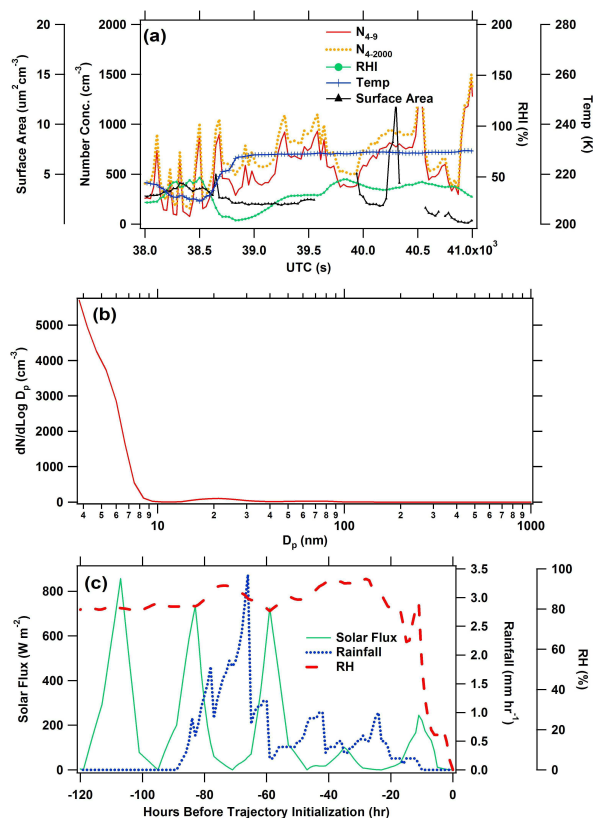 (a)
N4-9
N4-2000
RHI
Temp
Surface Area
Surface Area (um2cm-3)
20
15
10
5
0
Number Conc. (cm-3)
2000
1500
1000
500
0
RHI (%)
200
150
100
50
Temp (K)
280
260
240
220
200
38.0 38.5 39.0 39.5 40.0 40.5 41.0x10³
UTC (s)
(b)
dN/dLog Dp (cm-3)
5000
4000
3000
2000
1000
0
4 5 6 7 8 9 10 2 3 4 5 6 7 8 9 100 2 3 4 5 6 7 8 9 1000
Dp (nm)
(c)
Solar Flux
Rainfall
RH
Solar Flux (W m-2)
800
600
400
200
0
Rainfall (mm hr-1)
3.5
3.0
2.5
2.0
1.5
1.0
0.5
0.0
RH (%)
100
80
60
40
20
0
-120 -100 -80 -60 -40 -20 0
Hours Before Trajectory Initialization (hr)